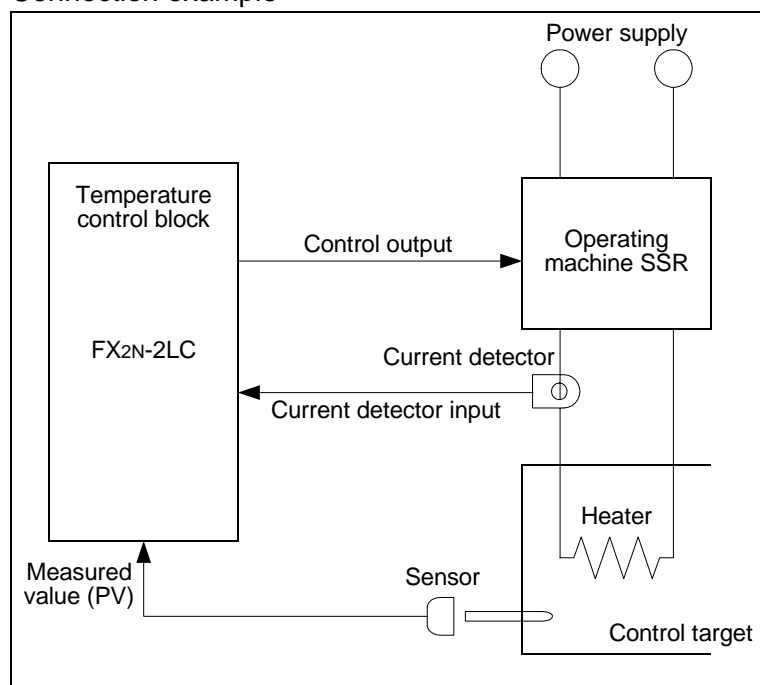 Connection example
Power supply
Temperature
control block
Control output
Operating
machine SSR
FX2N-2LC
Current detector
Current detector input
Heater
Measured
value (PV)
Sensor
Control target